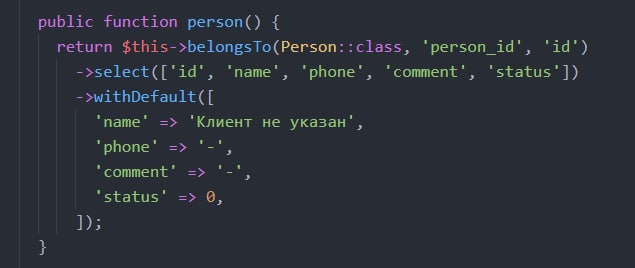 public function person() {
return $this->belongsTo(Person::class, 'person_id', 'id')
->select(['id', 'name', 'phone', 'comment', 'status'])
->withDefault([
'name' => 'Клиент не указан',
'phone' => '-',
'comment' => '-',
'status' => 0,
]);
}